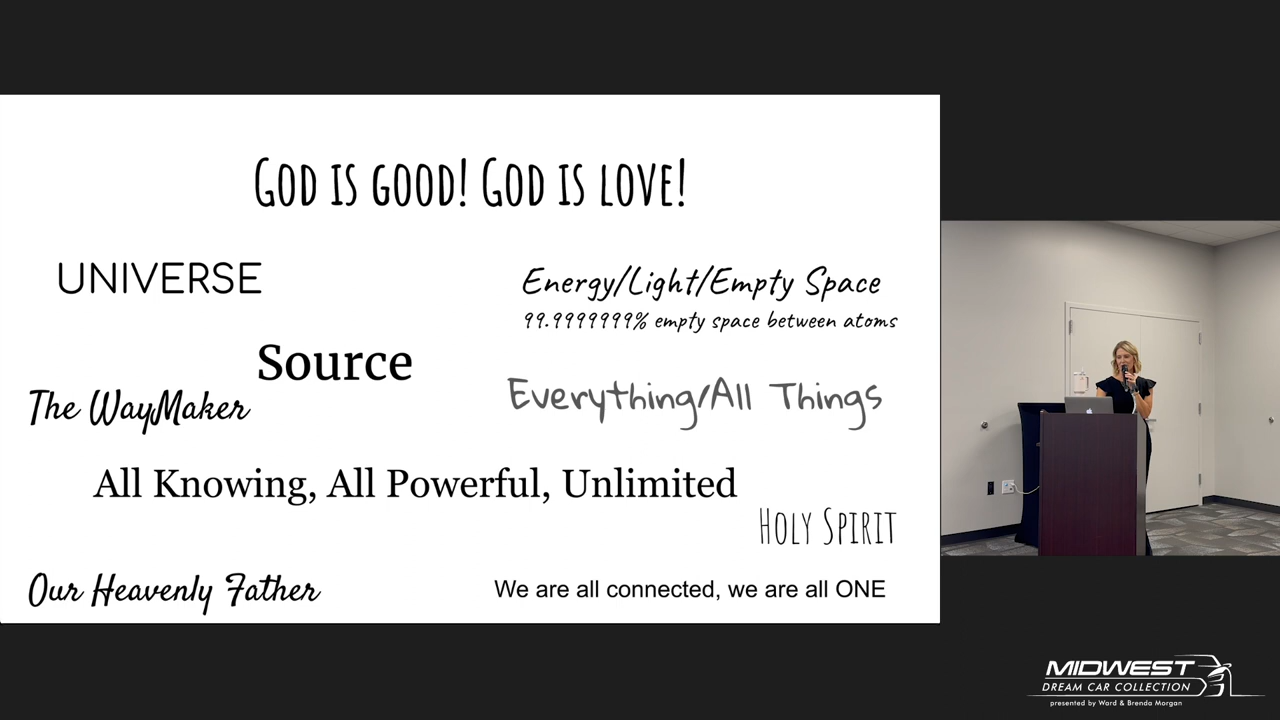 God is good! God is love!
UNIVERSE
Energy/Light/Empty Space
99.9999999% empty space between atoms
Source
The WayMaker
Everything/All Things
All Knowing, All Powerful, Unlimited
Holy Spirit
Our Heavenly Father
We are all connected, we are all ONE
MIDWEST
DREAM CAR COLLECTION
presented by Ward & Brenda Morgan